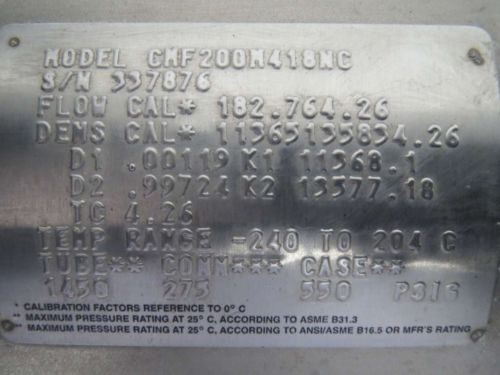 MODEL CMF200M418NC
S/N 337876
FLOW CAL* 182.764.26
DENS CAL* 11365135834.26
D1 .00119 K1 11368.1
D2 .99724 K2 13577.18
TC 4.26
TEMP RANGE -240 TO 204 C
TUBE** CONN*** CASE**
1450 275 550 PSIG
* CALIBRATION FACTORS REFERENCE TO 0° C
** MAXIMUM PRESSURE RATING AT 25° C, ACCORDING TO ASME B31.3
** MAXIMUM PRESSURE RATING AT 25° C, ACCORDING TO ANSI/ASME B16.5 OR MFR'S RATING